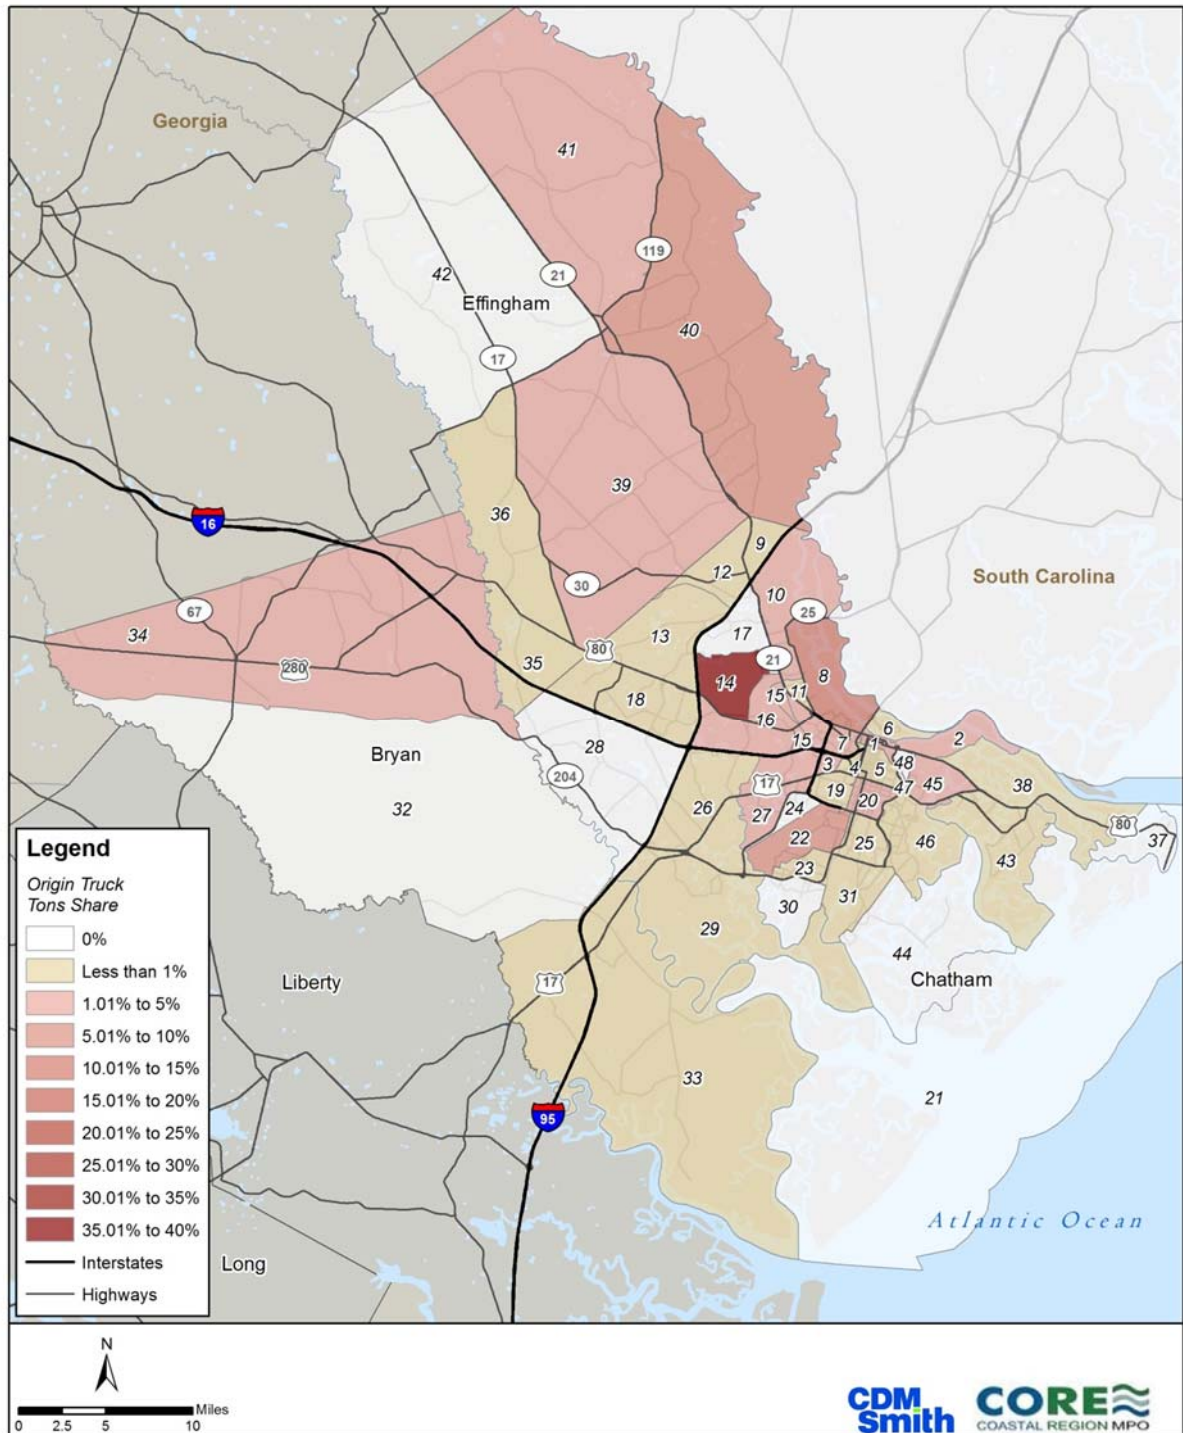 Georgia
41
119
42
21
Effingham
40
17
39
36
16
9
South Carolina
30
12
10
67
25
34
13
17
80
21
280
35
8
14
18
15
11
16
6
28
15
7
1
2
Bryan
48
3
4
5
204
17
45
38
26
19
47
32
24
20
27
80
22
25
46
37
43
23
31
30
29
44
Liberty
17
Chatham
33
21
95
Atlantic Ocean
Long
Legend
Origin Truck
Tons Share
0%
Less than 1%
1.01% to 5%
5.01% to 10%
10.01% to 15%
15.01% to 20%
20.01% to 25%
25.01% to 30%
30.01% to 35%
35.01% to 40%
Interstates
Highways
N
Miles
0 2.5 5 10
CDM
Smith
CORE
COASTAL REGION MPO